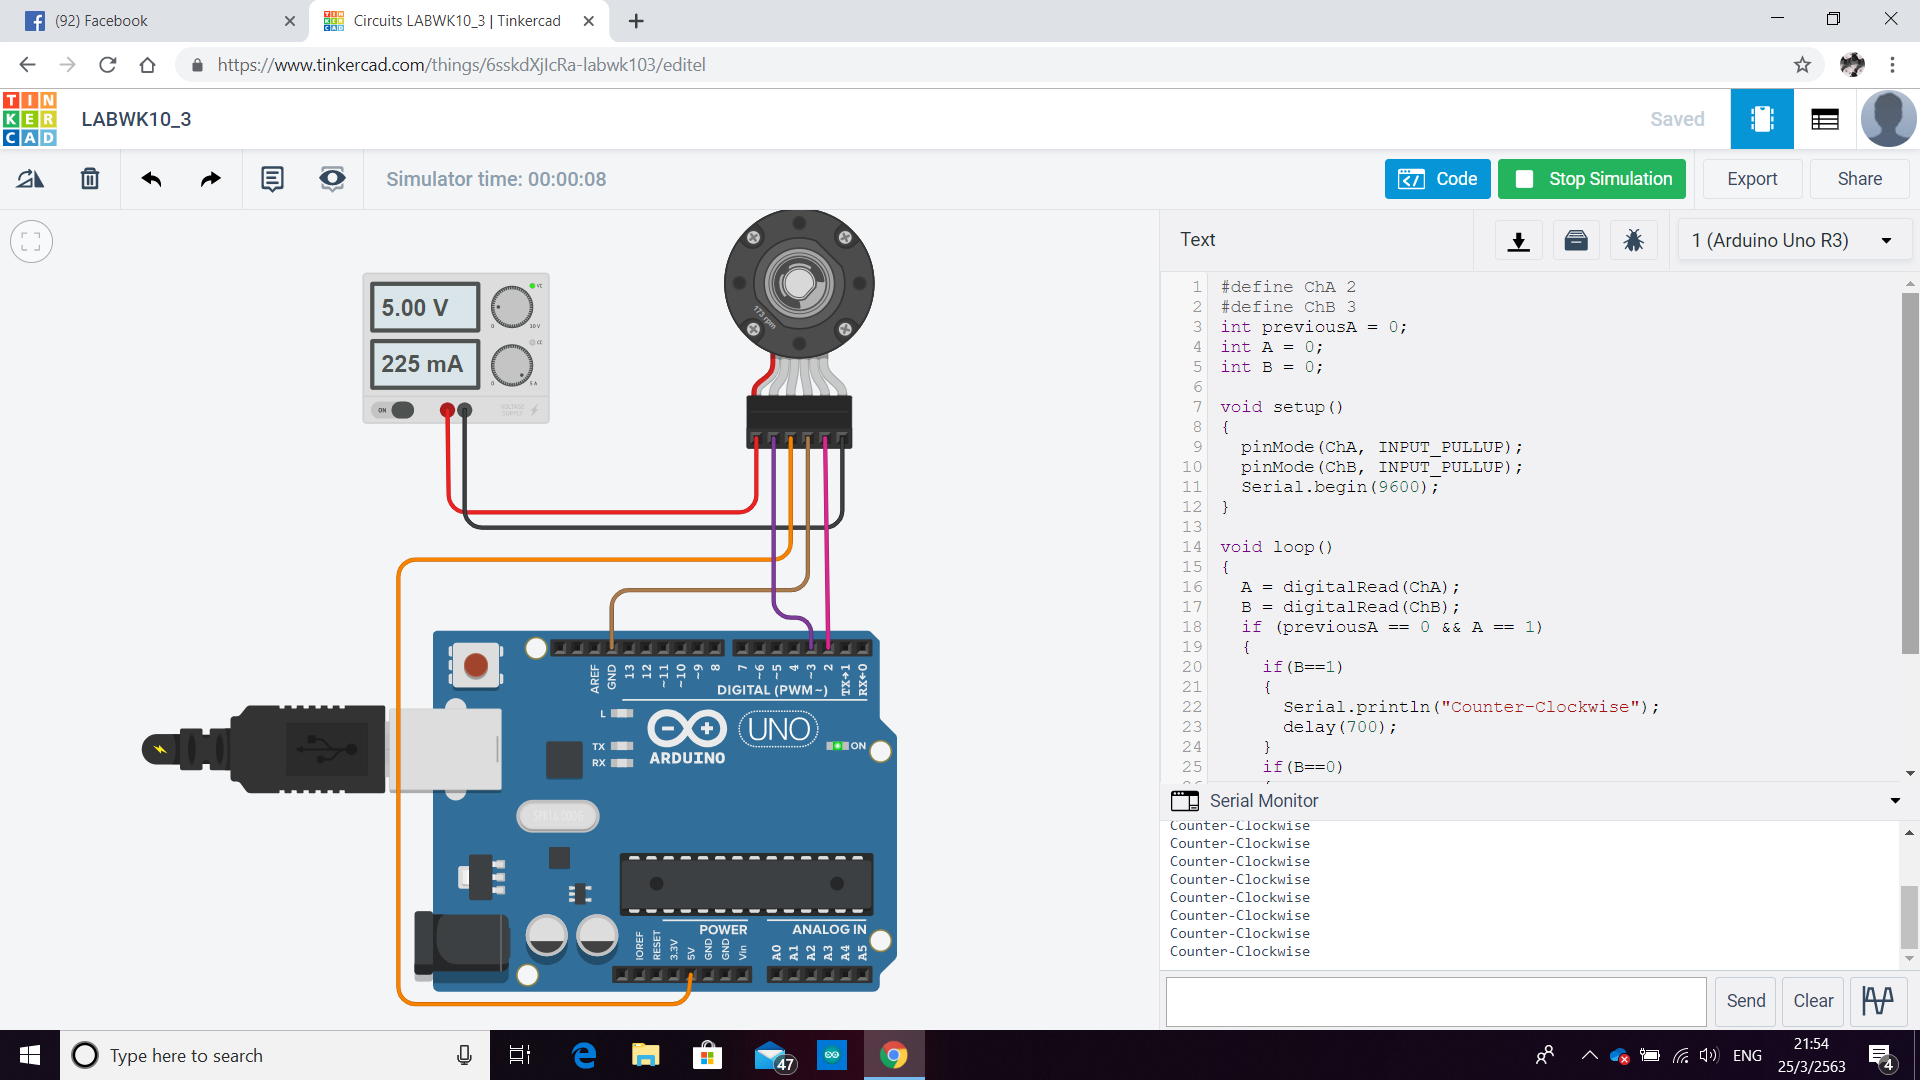 (92) Facebook
Circuits LABWK10_3 | Tinkercad
https://www.tinkercad.com/things/6sskdXjIcRa-labwk103/editel
TIN
KER
CAD
LABWK10_3
Saved
Simulator time: 00:00:08
Code
Stop Simulation
Export
Share
Text
1 (Arduino Uno R3)
5.00 V
225 mA
ON
VOLTAGE
SUPPLY
173 rpm
1 #define ChA 2
2 #define ChB 3
3 int previousA = 0;
4 int A = 0;
5 int B = 0;
6
7 void setup()
8 {
9 pinMode(ChA, INPUT_PULLUP);
10 pinMode(ChB, INPUT_PULLUP);
11 Serial.begin(9600);
12 }
13
14 void loop()
15 {
16 A = digitalRead(ChA);
17 B = digitalRead(ChB);
18 if (previousA == 0 && A == 1)
19 {
20 if(B==1)
21 {
22 Serial.println("Counter-Clockwise");
23 delay(700);
24 }
25 if(B==0)
AREF
GND
13
12
~11
~10
~9
8
7
~6
~5
4
~3
2
TX→1
RX←0
DIGITAL (PWM~)
L
TX
RX
ARDUINO
UNO
ON
POWER
ANALOG IN
IOREF
RESET
3.3V
5V
GND
GND
Vin
A0
A1
A2
A3
A4
A5
Serial Monitor
Counter-Clockwise
Counter-Clockwise
Counter-Clockwise
Counter-Clockwise
Counter-Clockwise
Counter-Clockwise
Counter-Clockwise
Counter-Clockwise
Send
Clear
Type here to search
47
ENG
21:54
25/3/2563
4